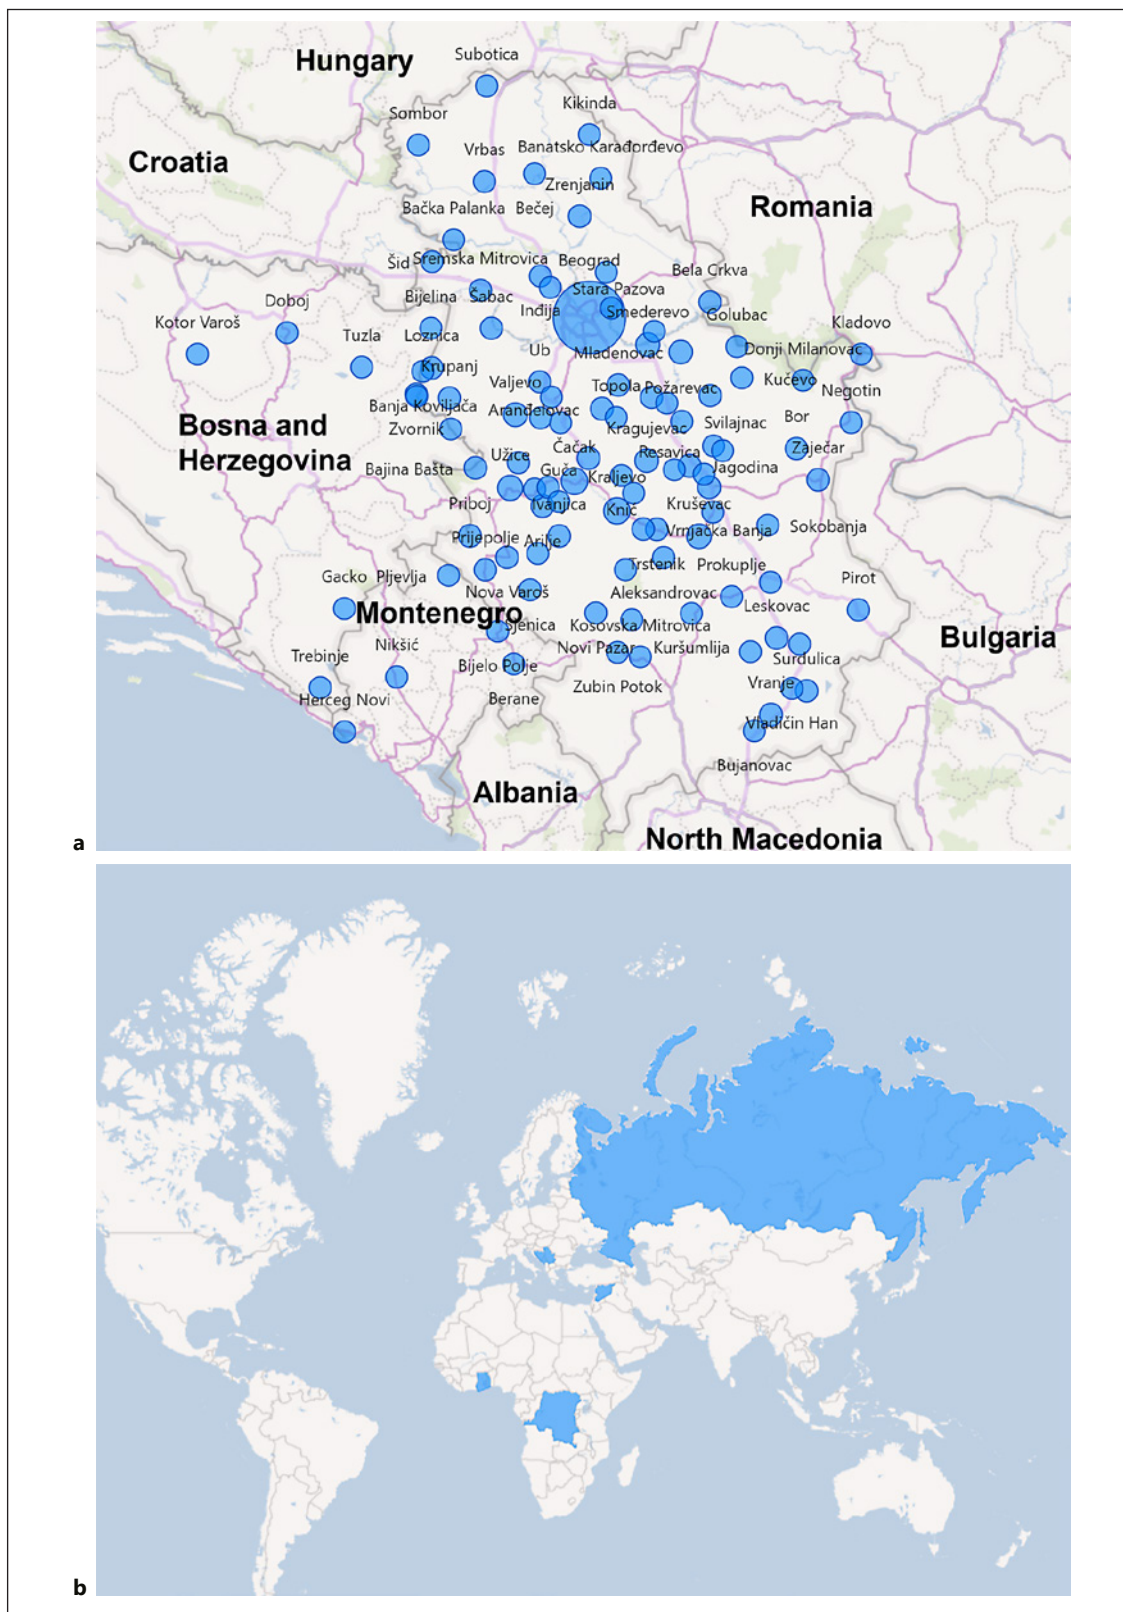 Subotica
Hungary
Kikinda
Sombor
Vrbas
Banatsko Karađorđevo
Croatia
Zrenjanin
Bačka Palanka
Bečej
Romania
Šid
Sremska Mitrovica
Beograd
Bela Crkva
Doboj
Bijelina
Šabac
Stara Pazova
Inđija
Smederevo
Golubac
Kotor Varoš
Tuzla
Loznica
Kladovo
Ub
Mladenovac
Donji Milanovac
Krupanj
Valjevo
Topola
Požarevac
Kučevo
Negotin
Banja Koviljača
Aranđelovac
Bosna and
Herzegovina
Zvornik
Kragujevac
Svilajnac
Bor
Čačak
Užice
Resavica
Zaječar
Bajina Bašta
Guča
Kraljevo
Jagodina
Priboj
Ivanjica
Knić
Kruševac
Prijepolje
Arilje
Vrnjačka Banja
Sokobanja
Gacko
Pljevlja
Trstenik
Prokuplje
Pirot
Nova Varoš
Aleksandrovac
Leskovac
Montenegro
Sjenica
Kosovska Mitrovica
Bulgaria
Nikšić
Novi Pazar
Kuršumlija
Trebinje
Bijelo Polje
Surdulica
Zubin Potok
Vranje
Herceg Novi
Berane
Vladičin Han
Bujanovac
Albania
North Macedonia
a
b